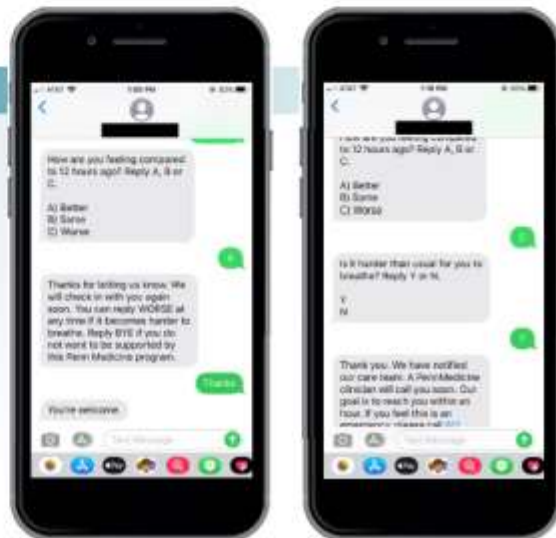 AT&T
How are you feeling compared
to 12 hours ago? Reply A, B or
C.
A) Better
B) Same
C) Worse
Thanks for letting us know. We
will check in with you again
soon. You can reply WORSE at
any time if it becomes harder to
breathe. Reply BYE if you do
not want to be supported by
this Penn Medicine program.
Thanks
You're welcome
Text Message
How are you feeling compared
to 12 hours ago? Reply A, B or
C.
A) Better
B) Same
C) Worse
Is it harder than usual for you to
breathe? Reply Y or N.
Y
N
Thank you. We have notified
our care team. A PennMedicine
clinician will call you soon. Our
goal is to reach you within an
hour. If you feel this is an
emergency, please call
Text Message